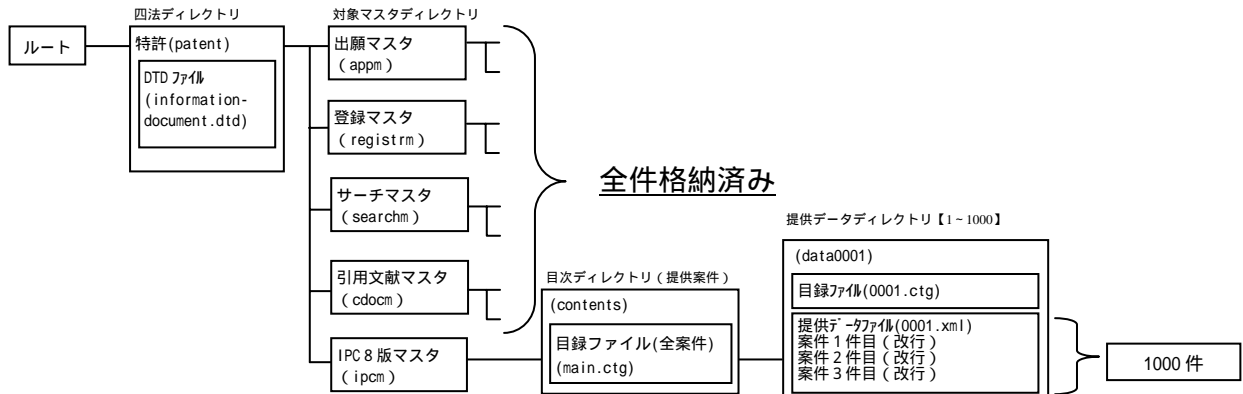 四法ディレクトリ
対象マスタディレクトリ
ルート
特許(patent)
DTDファイル
(information-
document.dtd)
出願マスタ
(appm)
登録マスタ
(registrm)
サーチマスタ
(searchm)
引用文献マスタ
(cdocm)
IPC８版マスタ
(ipcm)
全件格納済み
目次ディレクトリ(提供案件)
(contents)
目録ファイル(全案件)
(main.ctg)
提供データディレクトリ【1~1000】
(data0001)
目録ファイル(0001.ctg)
提供データファイル(0001.xml)
案件１件目(改行)
案件２件目(改行)
案件３件目(改行)
1000 件